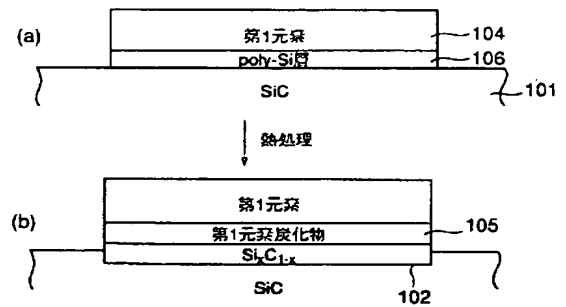 (a)
第1元素
104
poly-Si層
106
SiC
101
熱処理
(b)
第1元素
第1元素炭化物
105
SixC1-x
SiC
102